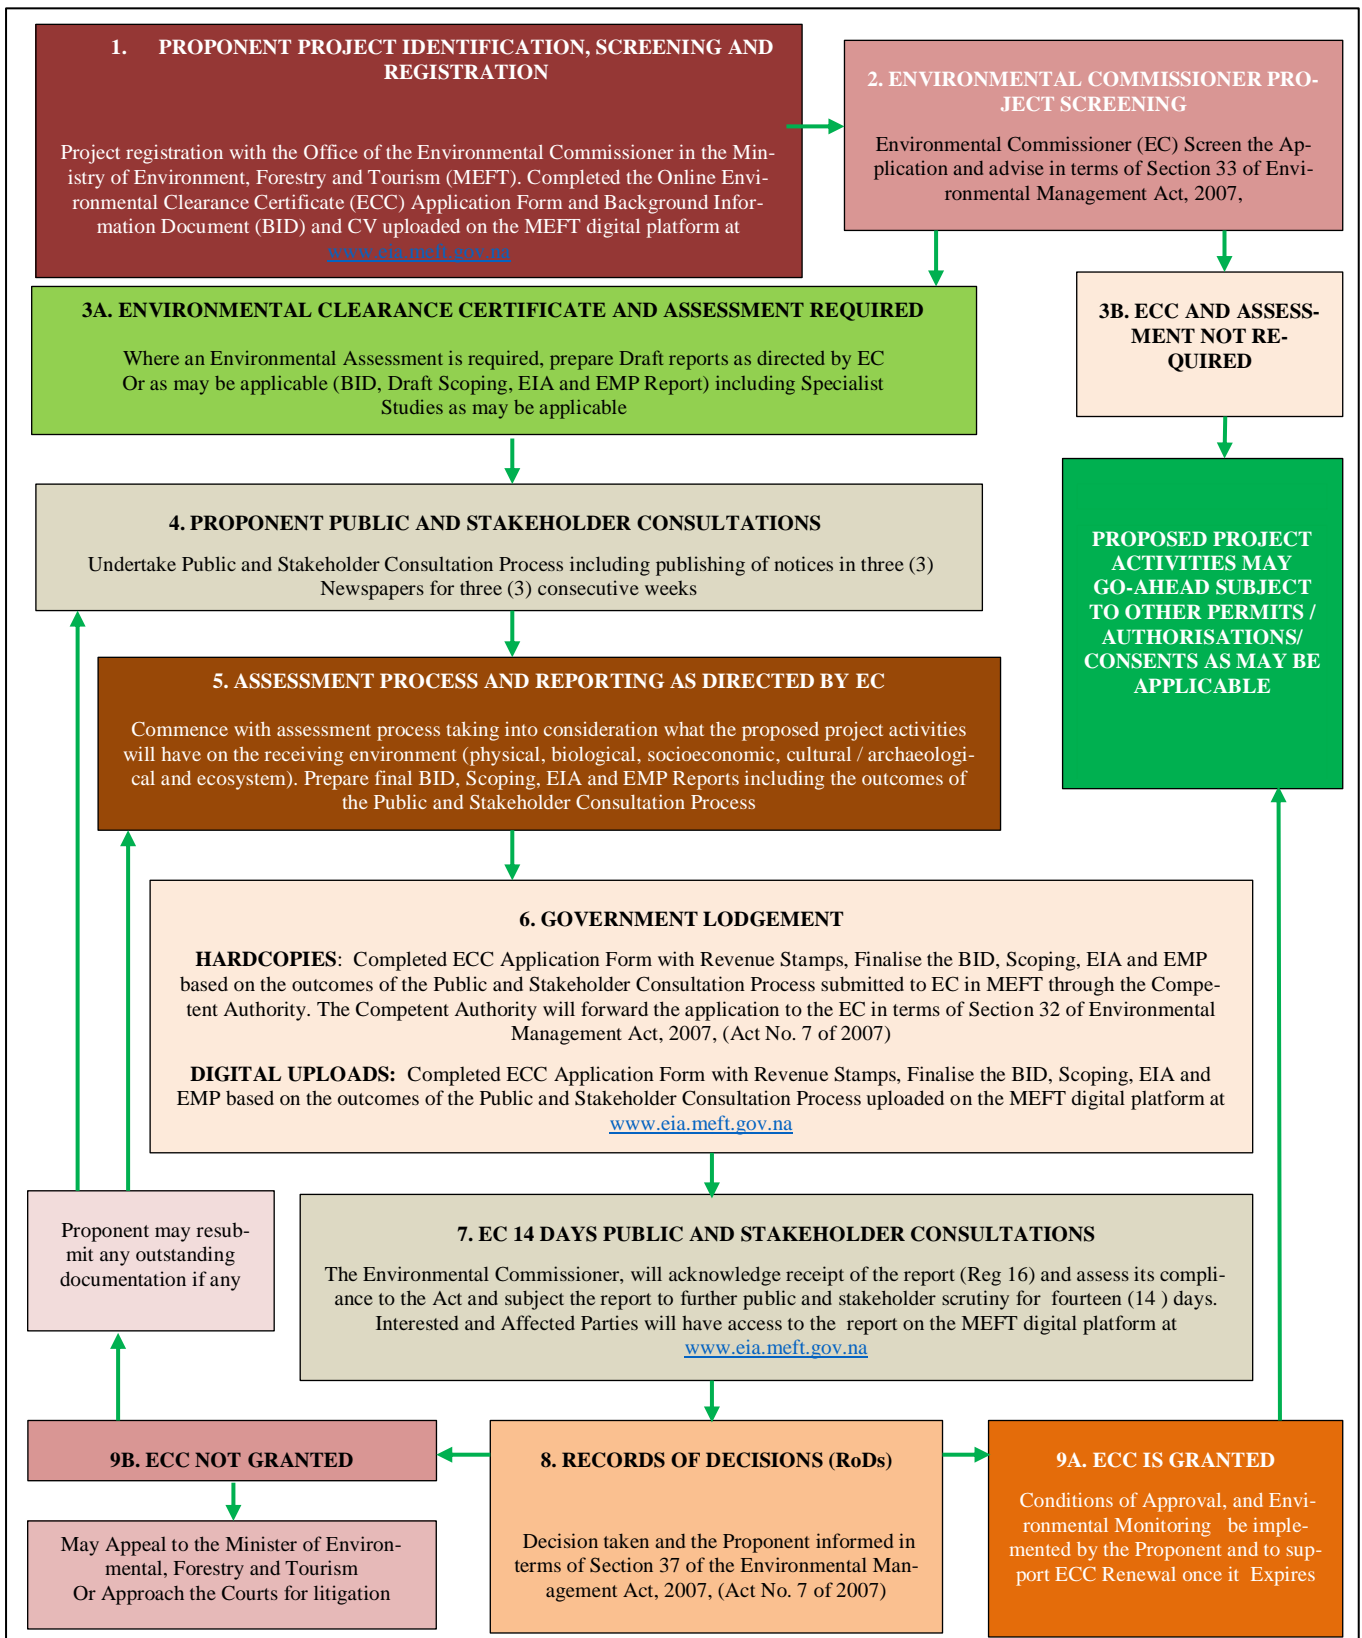 1. PROPONENT PROJECT IDENTIFICATION, SCREENING AND
REGISTRATION
Project registration with the Office of the Environmental Commissioner in the Min-
istry of Environment, Forestry and Tourism (MEFT). Completed the Online Envi-
ronmental Clearance Certificate (ECC) Application Form and Background Infor-
mation Document (BID) and CV uploaded on the MEFT digital platform at
www.eia.meft.gov.na
2. ENVIRONMENTAL COMMISSIONER PRO-
JECT SCREENING
Environmental Commissioner (EC) Screen the Ap-
plication and advise in terms of Section 33 of Envi-
ronmental Management Act, 2007,
3A. ENVIRONMENTAL CLEARANCE CERTIFICATE AND ASSESSMENT REQUIRED
Where an Environmental Assessment is required, prepare Draft reports as directed by EC
Or as may be applicable (BID, Draft Scoping, EIA and EMP Report) including Specialist
Studies as may be applicable
3B. ECC AND ASSESS-
MENT NOT RE-
QUIRED
4. PROPONENT PUBLIC AND STAKEHOLDER CONSULTATIONS
Undertake Public and Stakeholder Consultation Process including publishing of notices in three (3)
Newspapers for three (3) consecutive weeks
PROPOSED PROJECT
ACTIVITIES MAY
GO-AHEAD SUBJECT
TO OTHER PERMITS /
AUTHORISATIONS/
CONSENTS AS MAY BE
APPLICABLE
5. ASSESSMENT PROCESS AND REPORTING AS DIRECTED BY EC
Commence with assessment process taking into consideration what the proposed project activities
will have on the receiving environment (physical, biological, socioeconomic, cultural / archaeologi-
cal and ecosystem). Prepare final BID, Scoping, EIA and EMP Reports including the outcomes of
the Public and Stakeholder Consultation Process
6. GOVERNMENT LODGEMENT
HARDCOPIES: Completed ECC Application Form with Revenue Stamps, Finalise the BID, Scoping, EIA and EMP
based on the outcomes of the Public and Stakeholder Consultation Process submitted to EC in MEFT through the Compe-
tent Authority. The Competent Authority will forward the application to the EC in terms of Section 32 of Environmental
Management Act, 2007, (Act No. 7 of 2007)
DIGITAL UPLOADS: Completed ECC Application Form with Revenue Stamps, Finalise the BID, Scoping, EIA and
EMP based on the outcomes of the Public and Stakeholder Consultation Process uploaded on the MEFT digital platform at
www.eia.meft.gov.na
Proponent may resub-
mit any outstanding
documentation if any
7. EC 14 DAYS PUBLIC AND STAKEHOLDER CONSULTATIONS
The Environmental Commissioner, will acknowledge receipt of the report (Reg 16) and assess its compli-
ance to the Act and subject the report to further public and stakeholder scrutiny for fourteen (14 ) days.
Interested and Affected Parties will have access to the report on the MEFT digital platform at
www.eia.meft.gov.na
9B. ECC NOT GRANTED
May Appeal to the Minister of Environ-
mental, Forestry and Tourism
Or Approach the Courts for litigation
8. RECORDS OF DECISIONS (RoDs)
Decision taken and the Proponent informed in
terms of Section 37 of the Environmental Man-
agement Act, 2007, (Act No. 7 of 2007)
9A. ECC IS GRANTED
Conditions of Approval, and Envi-
ronmental Monitoring be imple-
mented by the Proponent and to sup-
port ECC Renewal once it Expires